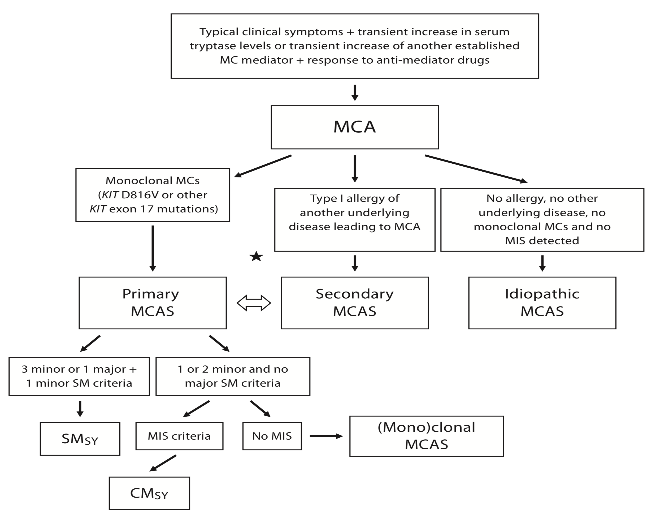 Typical clinical symptoms + transient increase in serum
tryptase levels or transient increase of another established
MC mediator + response to anti-mediator drugs
MCA
Monoclonal MCs
(KIT D816V or other
KIT exon 17 mutations)
Type I allergy of
another underlying
disease leading to MCA
No allergy, no other
underlying disease, no
monoclonal MCs and no
MIS detected
Primary
MCAS
Secondary
MCAS
Idiopathic
MCAS
3 minor or 1 major +
1 minor SM criteria
1 or 2 minor and no
major SM criteria
SMSY
MIS criteria
No MIS
(Mono)clonal
MCAS
CMSY